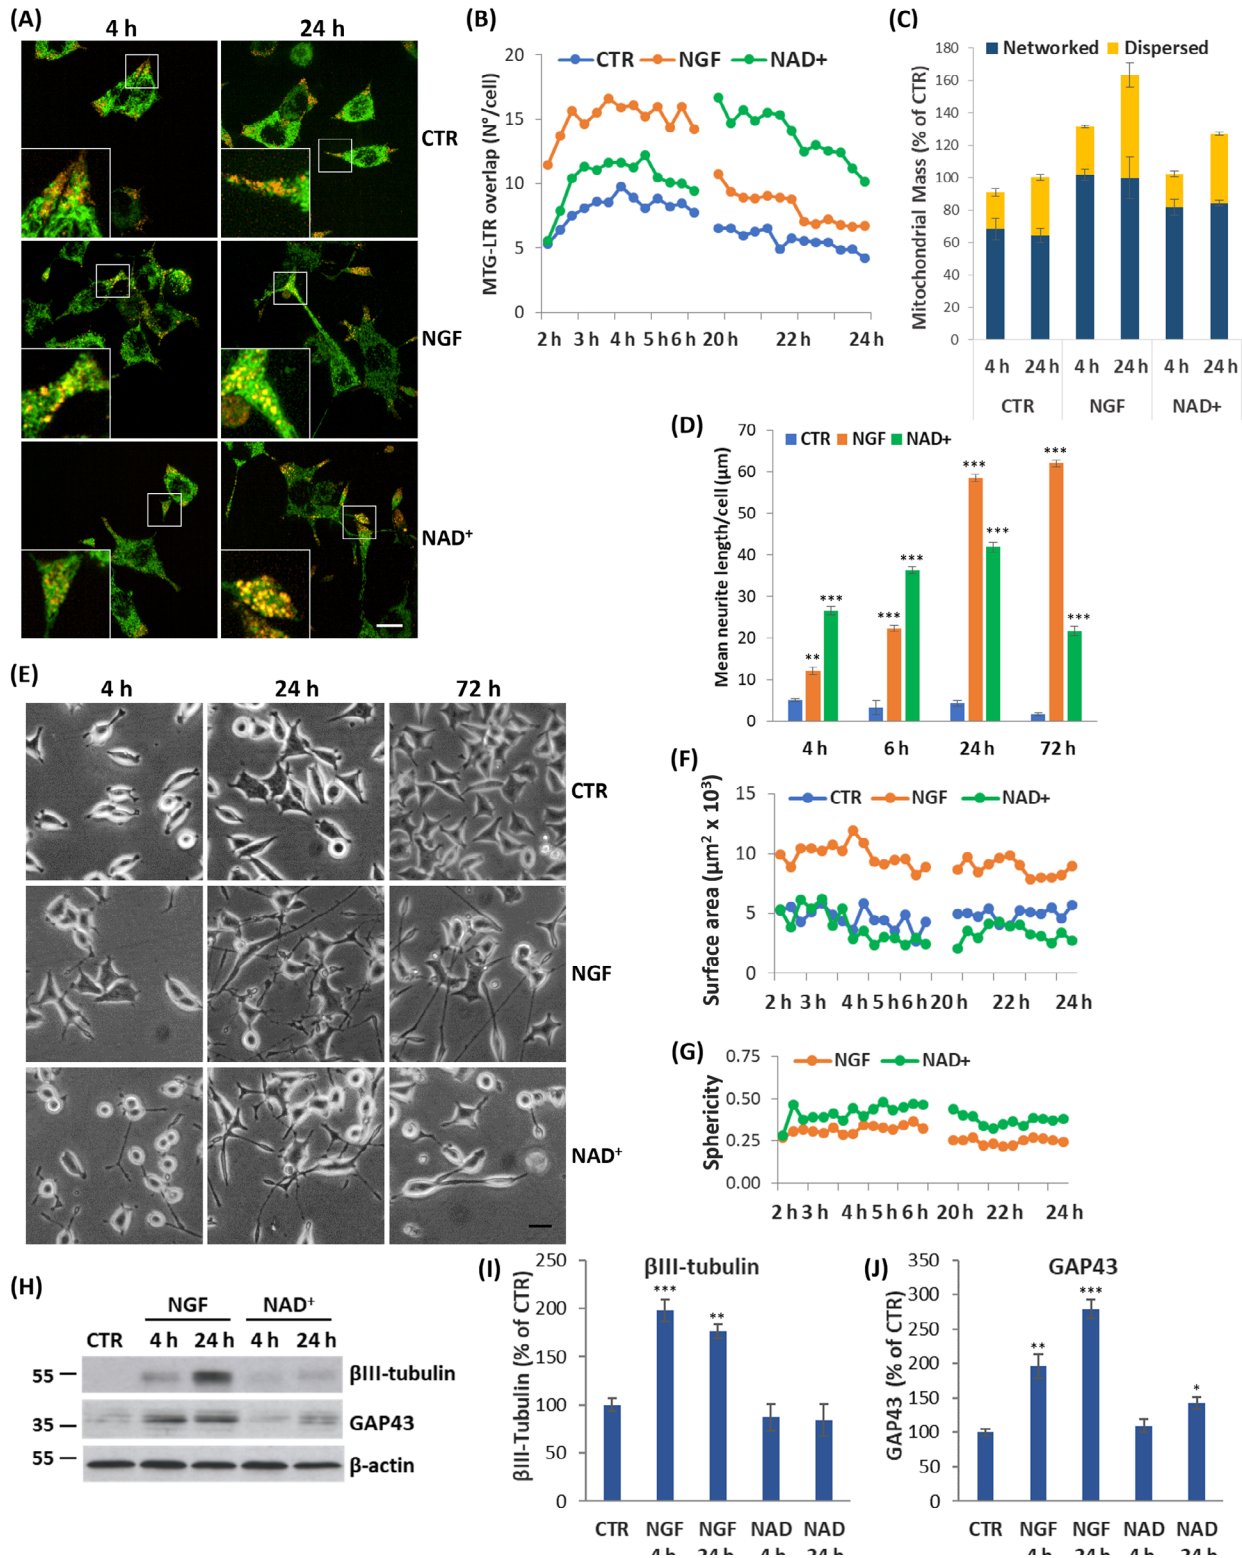 (A)
4 h 24 h
CTR
NGF
NAD⁺
(B)
CTR NGF NAD+
MTG-LTR overlap (N°/cell)
20
15
10
5
0
2 h 3 h 4 h 5 h 6 h 20 h 22 h 24 h
(C)
Networked Dispersed
Mitochondrial Mass (% of CTR)
180
160
140
120
100
80
60
40
20
0
4 h 24 h 4 h 24 h 4 h 24 h
CTR NGF NAD+
(D)
CTR NGF NAD+
Mean neurite length/cell (μm)
70
60
50
40
30
20
10
0
** *** *** *** *** *** *** ***
4 h 6 h 24 h 72 h
(E)
4 h 24 h 72 h
CTR
NGF
NAD⁺
(F)
CTR NGF NAD+
Surface area (μm² x 10³)
15
10
5
0
2 h 3 h 4 h 5 h 6 h 20 h 22 h 24 h
(G)
NGF NAD+
Sphericity
0.75
0.50
0.25
0.00
2 h 3 h 4 h 5 h 6 h 20 h 22 h 24 h
(H)
NGF NAD⁺
CTR 4 h 24 h 4 h 24 h
55 βIII-tubulin
35 GAP43
55 β-actin
(I)
βIII-tubulin
βIII-Tubulin (% of CTR)
250
200
150
100
50
0
*** **
CTR NGF NGF NAD NAD
4 h 24 h 4 h 24 h
(J)
GAP43
GAP43 (% of CTR)
350
300
250
200
150
100
50
0
** *** *
CTR NGF NGF NAD NAD
4 h 24 h 4 h 24 h